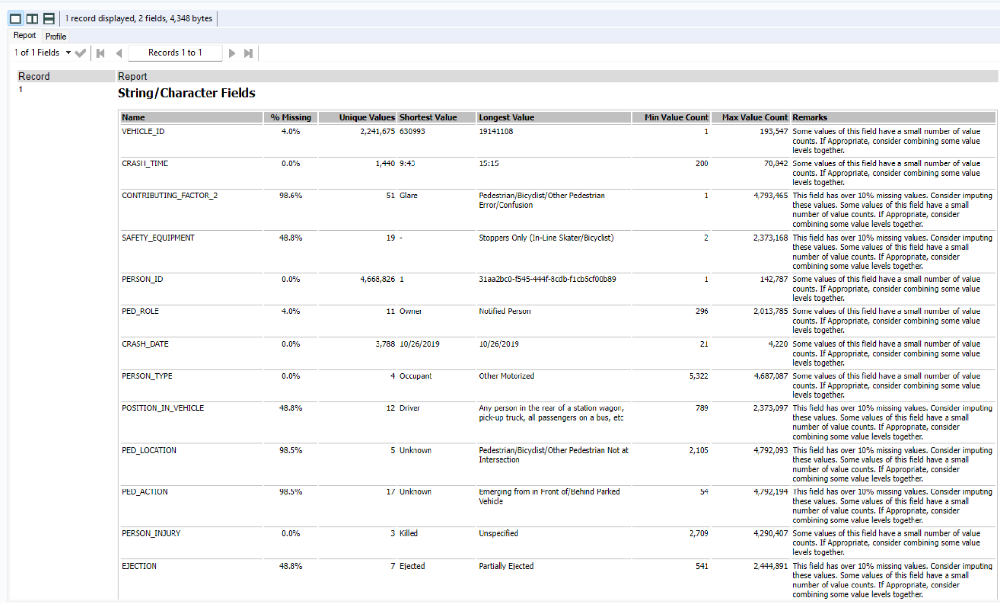 1 record displayed, 2 fields, 4,348 bytes
Report Profile
1 of 1 Fields Records 1 to 1
Record Report
1 String/Character Fields
Name % Missing Unique Values Shortest Value Longest Value Min Value Count Max Value Count Remarks
VEHICLE_ID 4.0% 2,241,675 630993 19141108 1 193,547 Some values of this field have a small number of value
counts. If Appropriate, consider combining some value
levels together.
CRASH_TIME 0.0% 1,440 9:43 15:15 200 70,842 Some values of this field have a small number of value
counts. If Appropriate, consider combining some value
levels together.
CONTRIBUTING_FACTOR_2 98.6% 51 Glare Pedestrian/Bicyclist/Other Pedestrian 1 4,793,465 This field has over 10% missing values. Consider imputing
Error/Confusion these values. Some values of this field have a small
number of value counts. If Appropriate, consider
combining some value levels together.
SAFETY_EQUIPMENT 48.8% 19 - Stoppers Only (In-Line Skater/Bicyclist) 2 2,373,168 This field has over 10% missing values. Consider imputing
these values. Some values of this field have a small
number of value counts. If Appropriate, consider
combining some value levels together.
PERSON_ID 0.0% 4,668,826 1 31aa2bc0-f545-444f-8cdb-f1cb5cf00b89 1 142,787 Some values of this field have a small number of value
counts. If Appropriate, consider combining some value
levels together.
PED_ROLE 4.0% 11 Owner Notified Person 296 2,013,785 Some values of this field have a small number of value
counts. If Appropriate, consider combining some value
levels together.
CRASH_DATE 0.0% 3,788 10/26/2019 10/26/2019 21 4,220 Some values of this field have a small number of value
counts. If Appropriate, consider combining some value
levels together.
PERSON_TYPE 0.0% 4 Occupant Other Motorized 5,322 4,687,087 Some values of this field have a small number of value
counts. If Appropriate, consider combining some value
levels together.
POSITION_IN_VEHICLE 48.8% 12 Driver Any person in the rear of a station wagon, 789 2,373,097 This field has over 10% missing values. Consider imputing
pick-up truck, all passengers on a bus, etc these values. Some values of this field have a small
number of value counts. If Appropriate, consider
combining some value levels together.
PED_LOCATION 98.5% 5 Unknown Pedestrian/Bicyclist/Other Pedestrian Not at 2,105 4,792,093 This field has over 10% missing values. Consider imputing
Intersection these values. Some values of this field have a small
number of value counts. If Appropriate, consider
combining some value levels together.
PED_ACTION 98.5% 17 Unknown Emerging from in Front of/Behind Parked 54 4,792,194 This field has over 10% missing values. Consider imputing
Vehicle these values. Some values of this field have a small
number of value counts. If Appropriate, consider
combining some value levels together.
PERSON_INJURY 0.0% 3 Killed Unspecified 2,709 4,290,407 Some values of this field have a small number of value
counts. If Appropriate, consider combining some value
levels together.
EJECTION 48.8% 7 Ejected Partially Ejected 541 2,444,891 This field has over 10% missing values. Consider imputing
these values. Some values of this field have a small
number of value counts. If Appropriate, consider
combining some value levels together.